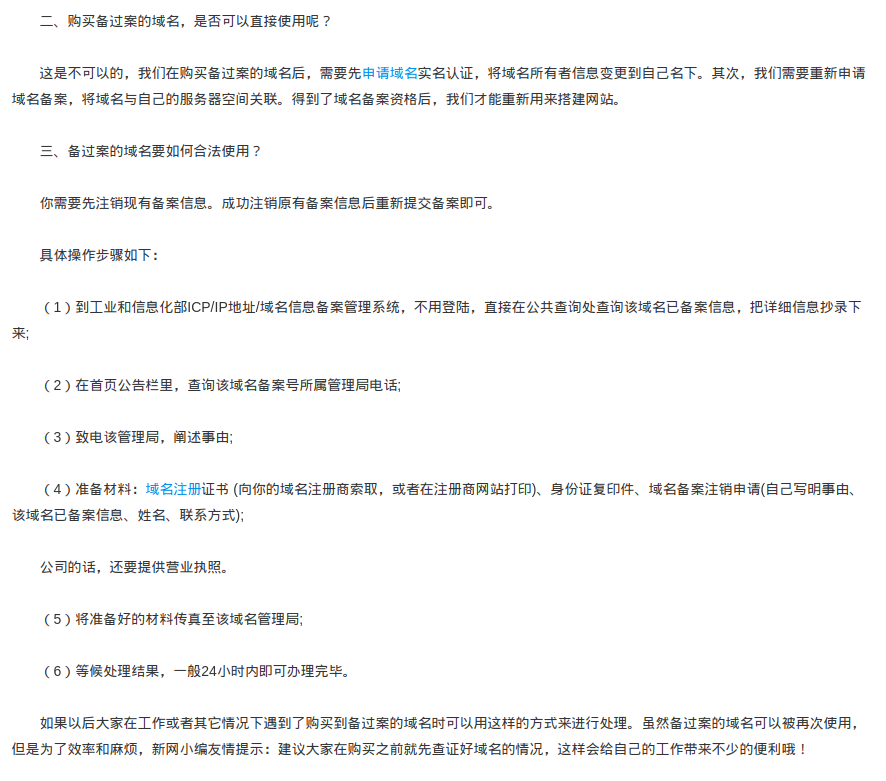 二、购买备过案的域名，是否可以直接使用呢？
这是不可以的，我们在购买备过案的域名后，需要先申请域名实名认证，将域名所有者信息变更到自己名下。其次，我们需要重新申请
域名备案，将域名与自己的服务器空间关联。得到了域名备案资格后，我们才能重新用来搭建网站。
三、备过案的域名要如何合法使用？
你需要先注销现有备案信息。成功注销原有备案信息后重新提交备案即可。
具体操作步骤如下：
（1）到工业和信息化部ICP/IP地址/域名信息备案管理系统，不用登陆，直接在公共查询处查询该域名已备案信息，把详细信息抄录下
来;
（2）在首页公告栏里，查询该域名备案号所属管理局电话;
（3）致电该管理局，阐述事由;
（4）准备材料：域名注册证书 (向你的域名注册商索取，或者在注册商网站打印)、身份证复印件、域名备案注销申请(自己写明事由、
该域名已备案信息、姓名、联系方式);
公司的话，还要提供营业执照。
（5）将准备好的材料传真至该域名管理局;
（6）等候处理结果，一般24小时内即可办理完毕。
如果以后大家在工作或者其它情况下遇到了购买到备过案的域名时可以用这样的方式来进行处理。虽然备过案的域名可以被再次使用，
但是为了效率和麻烦，新网小编友情提示：建议大家在购买之前就先查证好域名的情况，这样会给自己的工作带来不少的便利哦！